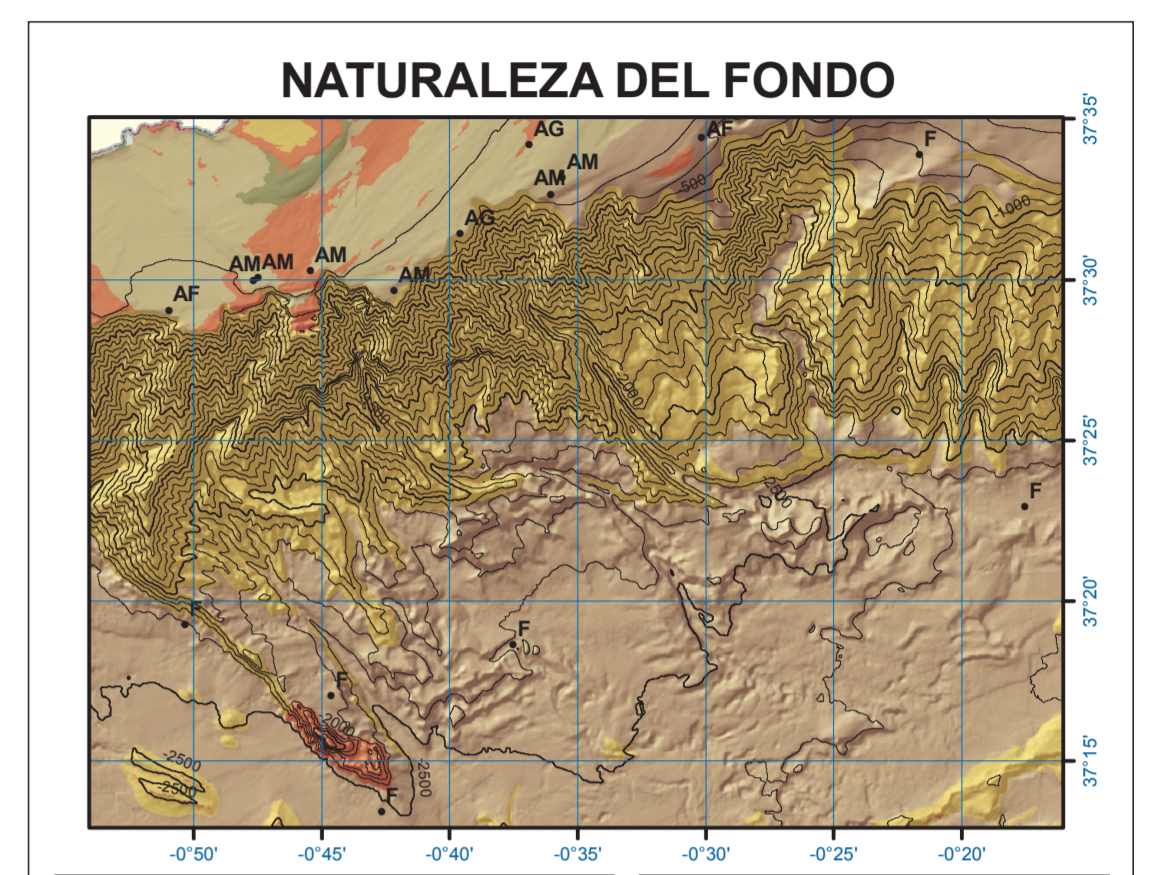 NATURALEZA DEL FONDO
37°35'
AG
AF
F
AM
AM
-500
-1000
AG
AM
AM
AM
AM
37°30'
AF
37°25'
-2500
F
37°20'
F
F
F
-2000
-2500
-2500
-2500
37°15'
F
-0°50'
-0°45'
-0°40'
-0°35'
-0°30'
-0°25'
-0°20'